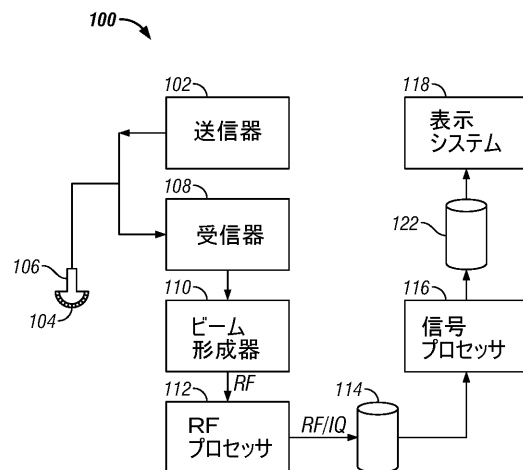 100
102
送信器
108
受信器
106
104
110
ビーム
形成器
RF
112
RF
プロセッサ
RF/IQ
114
116
信号
プロセッサ
122
118
表示
システム